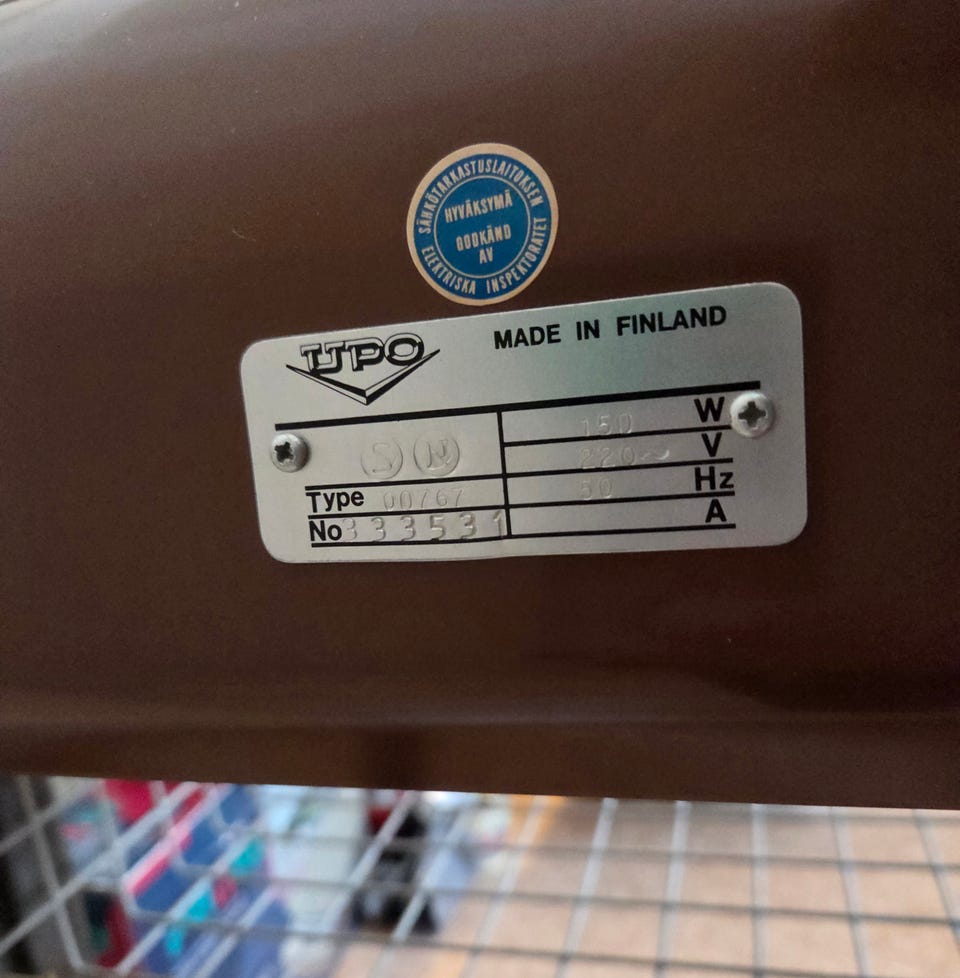 SÄHKÖTARKASTUSLAITOKSEN
HYVÄKSYMÄ
GODKÄND
AV
ELEKTRISKA INSPEKTORATET
UPO
MADE IN FINLAND
150 W
S N
220~ V
Type 00767
50 Hz
No 333531
A